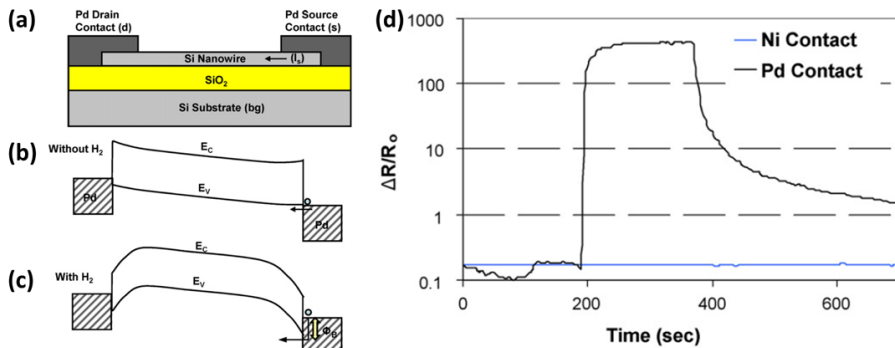 (a)
Pd Drain
Contact (d)
Pd Source
Contact (s)
Si Nanowire
(Is)
SiO2
Si Substrate (bg)
(b)
Without H2
EC
EV
Pd
Pd
(c)
With H2
EC
EV
ΦB
(d)
ΔR/Ro
1000
100
10
1
0.1
0
200
400
600
Time (sec)
Ni Contact
Pd Contact